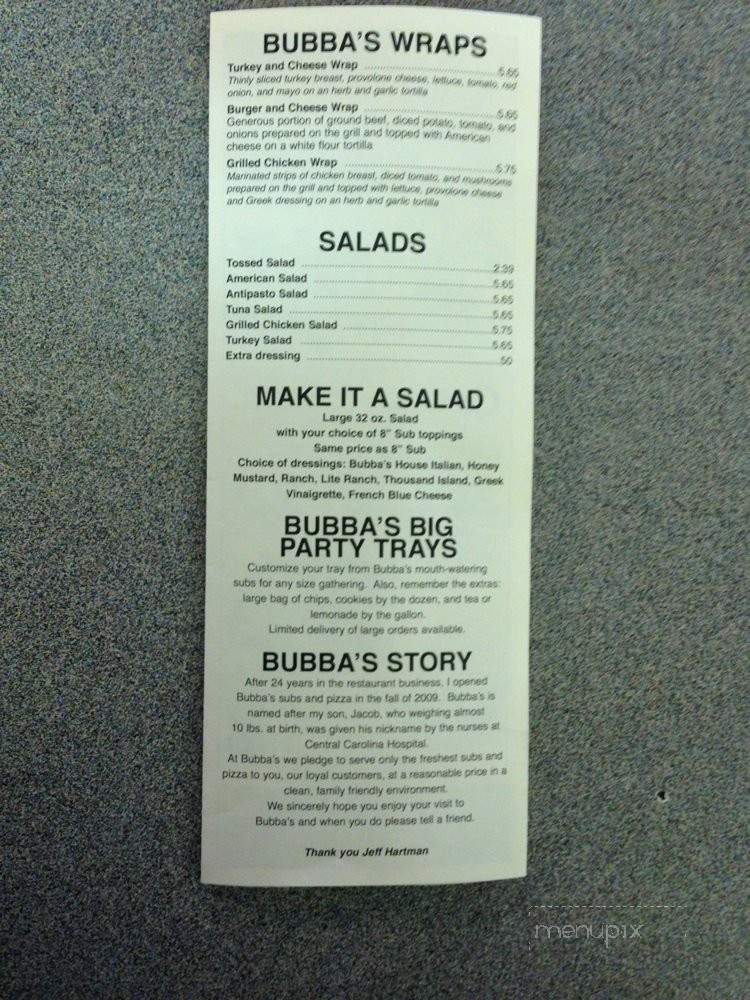 BUBBA'S WRAPS
Turkey and Cheese Wrap 5.65
Thinly sliced turkey breast, provolone cheese, lettuce, tomato, red
onion, and mayo on an herb and garlic tortilla
Burger and Cheese Wrap 5.65
Generous portion of ground beef, diced potato, tomato, and
onions prepared on the grill and topped with American
cheese on a white flour tortilla
Grilled Chicken Wrap 5.75
Marinated strips of chicken breast, diced tomato, and mushrooms
prepared on the grill and topped with lettuce, provolone cheese
and Greek dressing on an herb and garlic tortilla
SALADS
Tossed Salad 2.39
American Salad 5.65
Antipasto Salad 5.65
Tuna Salad 5.65
Grilled Chicken Salad 5.75
Turkey Salad 5.65
Extra dressing .50
MAKE IT A SALAD
Large 32 oz. Salad
with your choice of 8" Sub toppings
Same price as 8" Sub
Choice of dressings: Bubba's House Italian, Honey
Mustard, Ranch, Lite Ranch, Thousand Island, Greek
Vinaigrette, French Blue Cheese
BUBBA'S BIG
PARTY TRAYS
Customize your tray from Bubba's mouth-watering
subs for any size gathering. Also, remember the extras:
large bag of chips, cookies by the dozen, and tea or
lemonade by the gallon.
Limited delivery of large orders available.
BUBBA'S STORY
After 24 years in the restaurant business, I opened
Bubba's subs and pizza in the fall of 2009. Bubba's is
named after my son, Jacob, who weighing almost
10 lbs. at birth, was given his nickname by the nurses at
Central Carolina Hospital.
At Bubba's we pledge to serve only the freshest subs and
pizza to you, our loyal customers, at a reasonable price in a
clean, family friendly environment.
We sincerely hope you enjoy your visit to
Bubba's and when you do please tell a friend.
Thank you Jeff Hartman
menupix